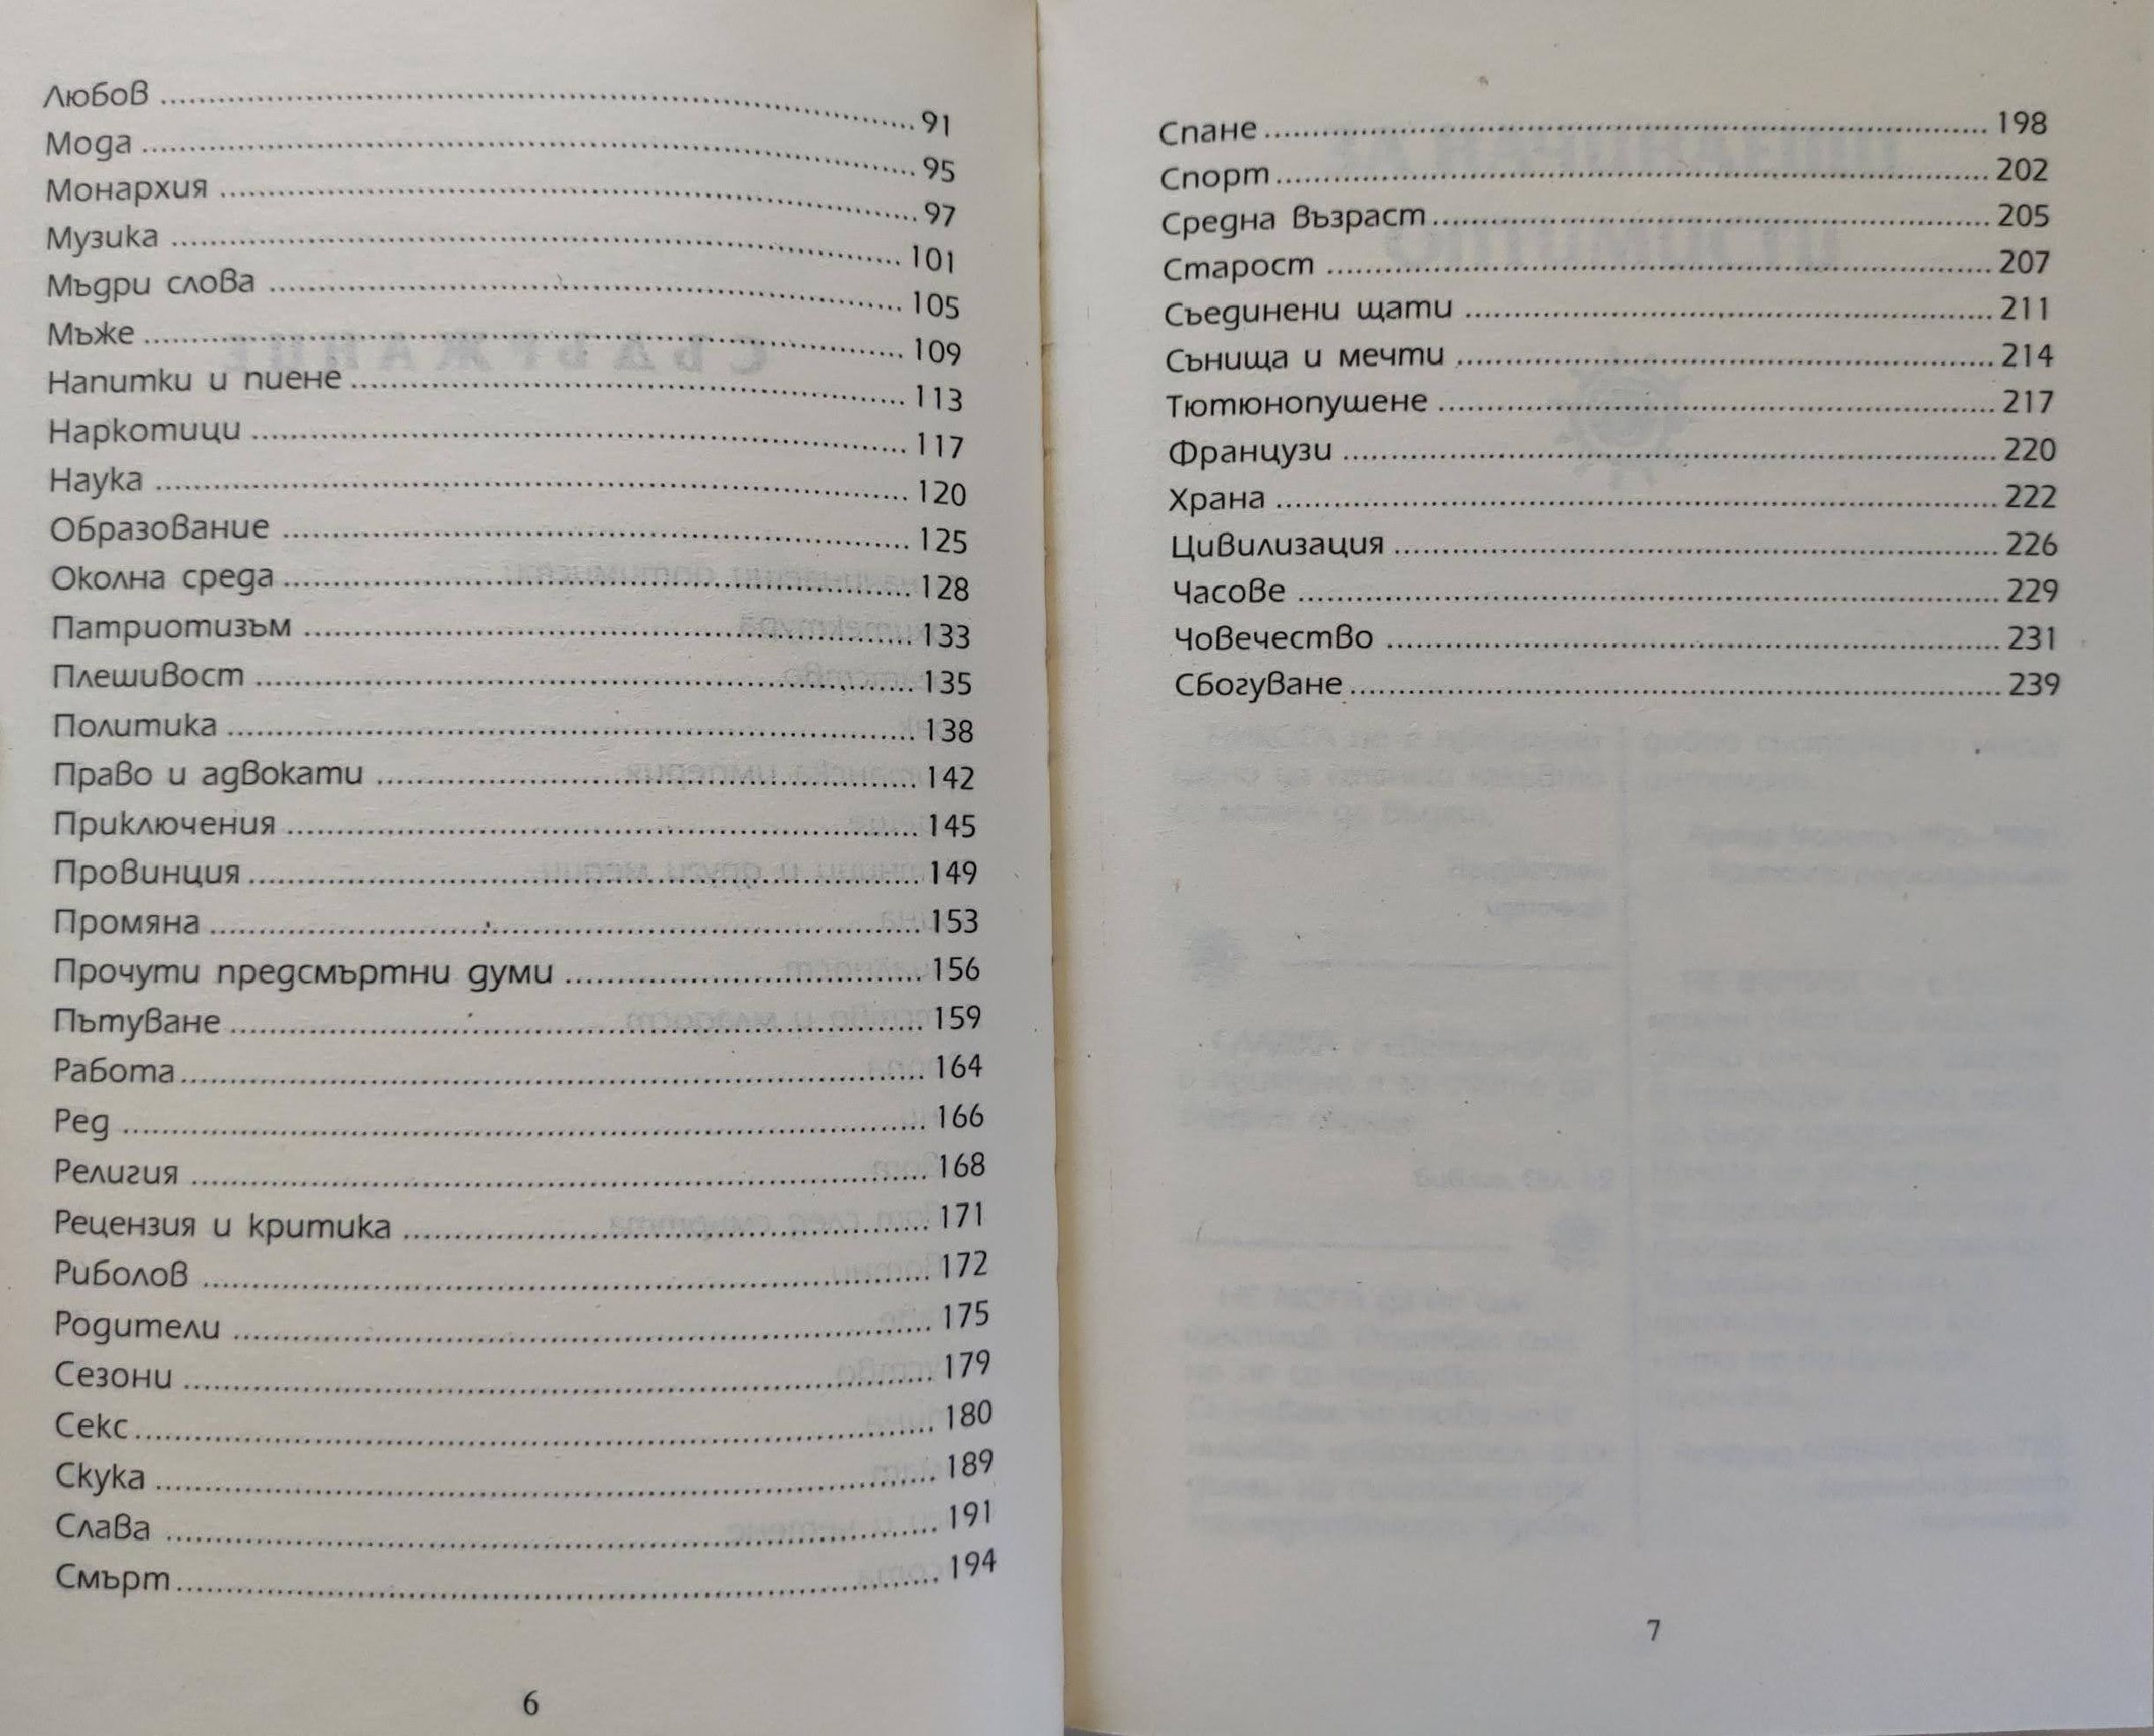 Любов 91
Мода 95
Монархия 97
Музика 101
Мъдри слова 105
Мъже 109
Напитки и пиене 113
Наркотици 117
Наука 120
Образование 125
Околна среда 128
Патриотизъм 133
Плешивост 135
Политика 138
Право и адвокати 142
Приключения 145
Провинция 149
Промяна 153
Прочути предсмъртни думи 156
Пътуване 159
Работа 164
Ред 166
Религия 168
Рецензия и критика 171
Риболов 172
Родители 175
Сезони 179
Секс 180
Скука 189
Слава 191
Смърт 194
6
Спане 198
Спорт 202
Средна възраст 205
Старост 207
Съединени щати 211
Сънища и мечти 214
Тютюнопушене 217
Французи 220
Храна 222
Цивилизация 226
Часове 229
Човечество 231
Сбогуване 239
7